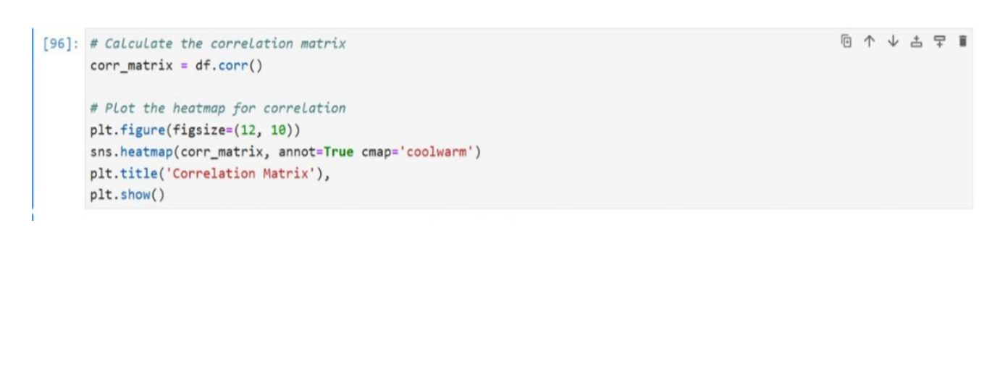 [96]: # Calculate the correlation matrix
corr_matrix = df.corr()
# Plot the heatmap for correlation
plt.figure(figsize=(12, 10))
sns.heatmap(corr_matrix, annot=True cmap='coolwarm')
plt.title('Correlation Matrix'),
plt.show()